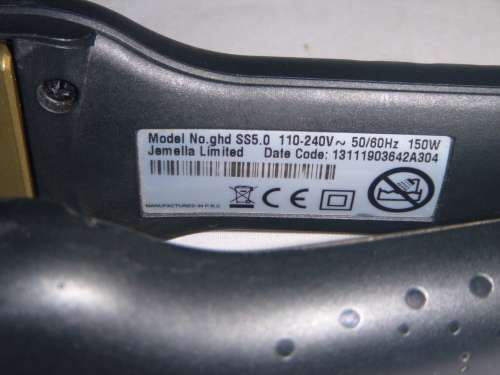 Model No.ghd SS5.0 110-240V~ 50/60Hz 150W
Jemella Limited Date Code: 13111903642A304
MANUFACTURED IN P.R.C
CE